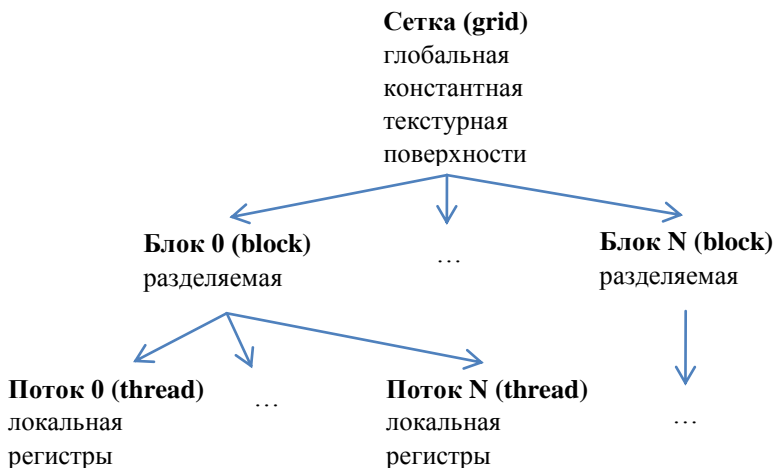 Сетка (grid)
глобальная
константная
текстурная
поверхности
Блок 0 (block)
разделяемая
…
Блок N (block)
разделяемая
Поток 0 (thread)
локальная
регистры
…
Поток N (thread)
локальная
регистры
…